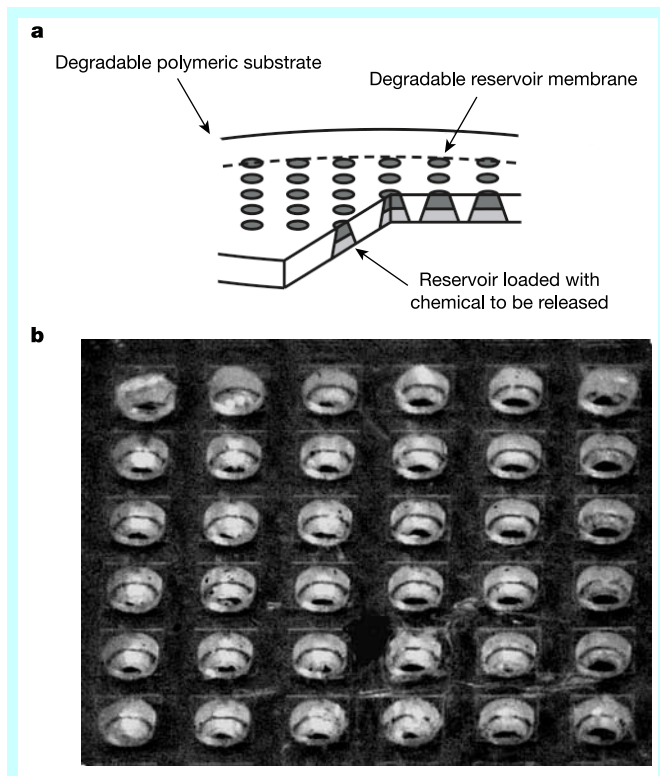 a
Degradable polymeric substrate
Degradable reservoir membrane
Reservoir loaded with
chemical to be released
b